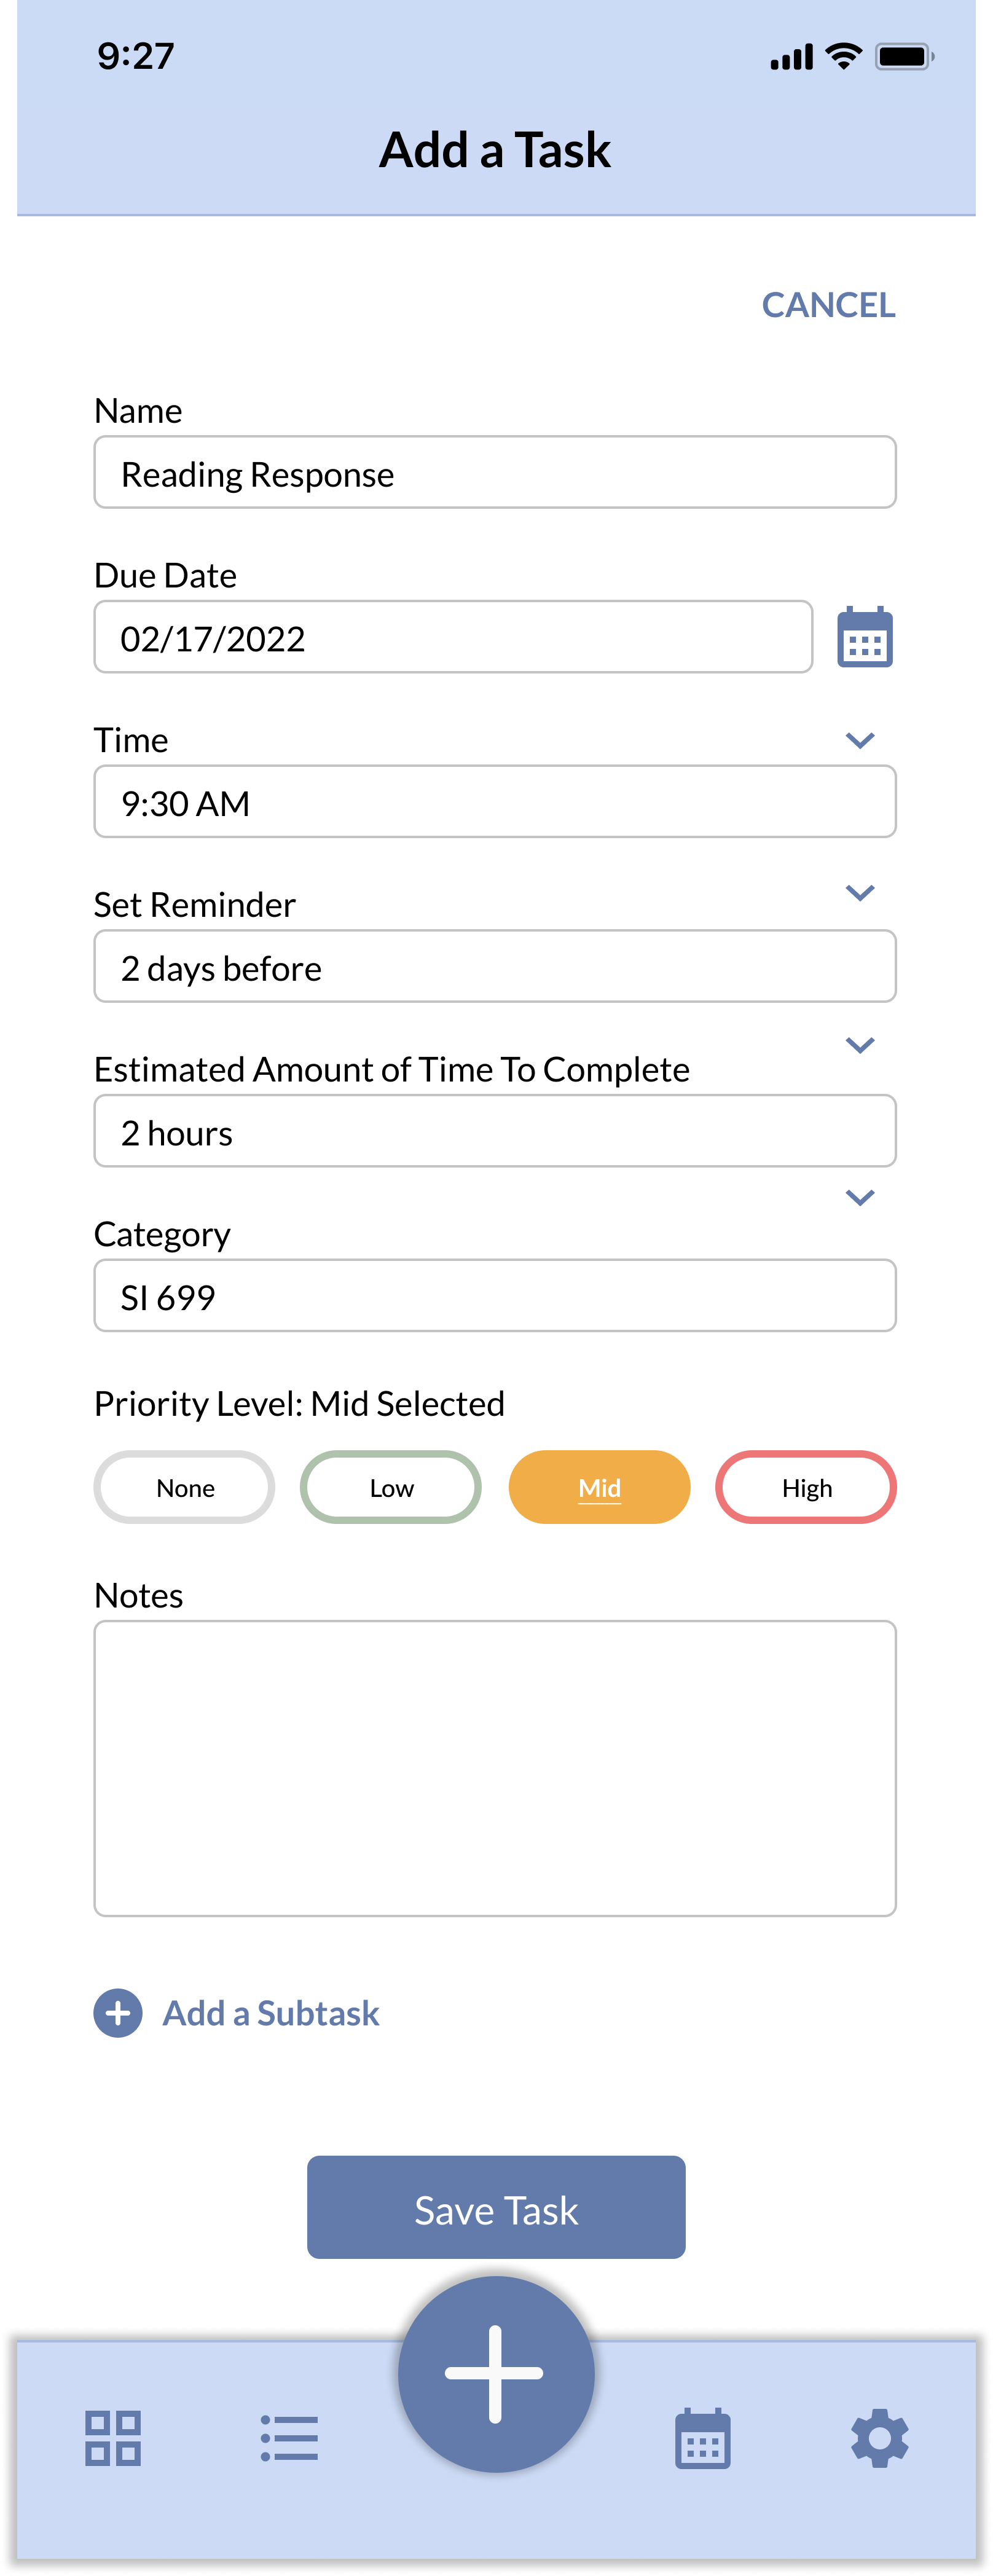 9:27
Add a Task
CANCEL
Name
Reading Response
Due Date
02/17/2022
Time
9:30 AM
Set Reminder
2 days before
Estimated Amount of Time To Complete
2 hours
Category
SI 699
Priority Level: Mid Selected
None Low Mid High
Notes
Add a Subtask
Save Task